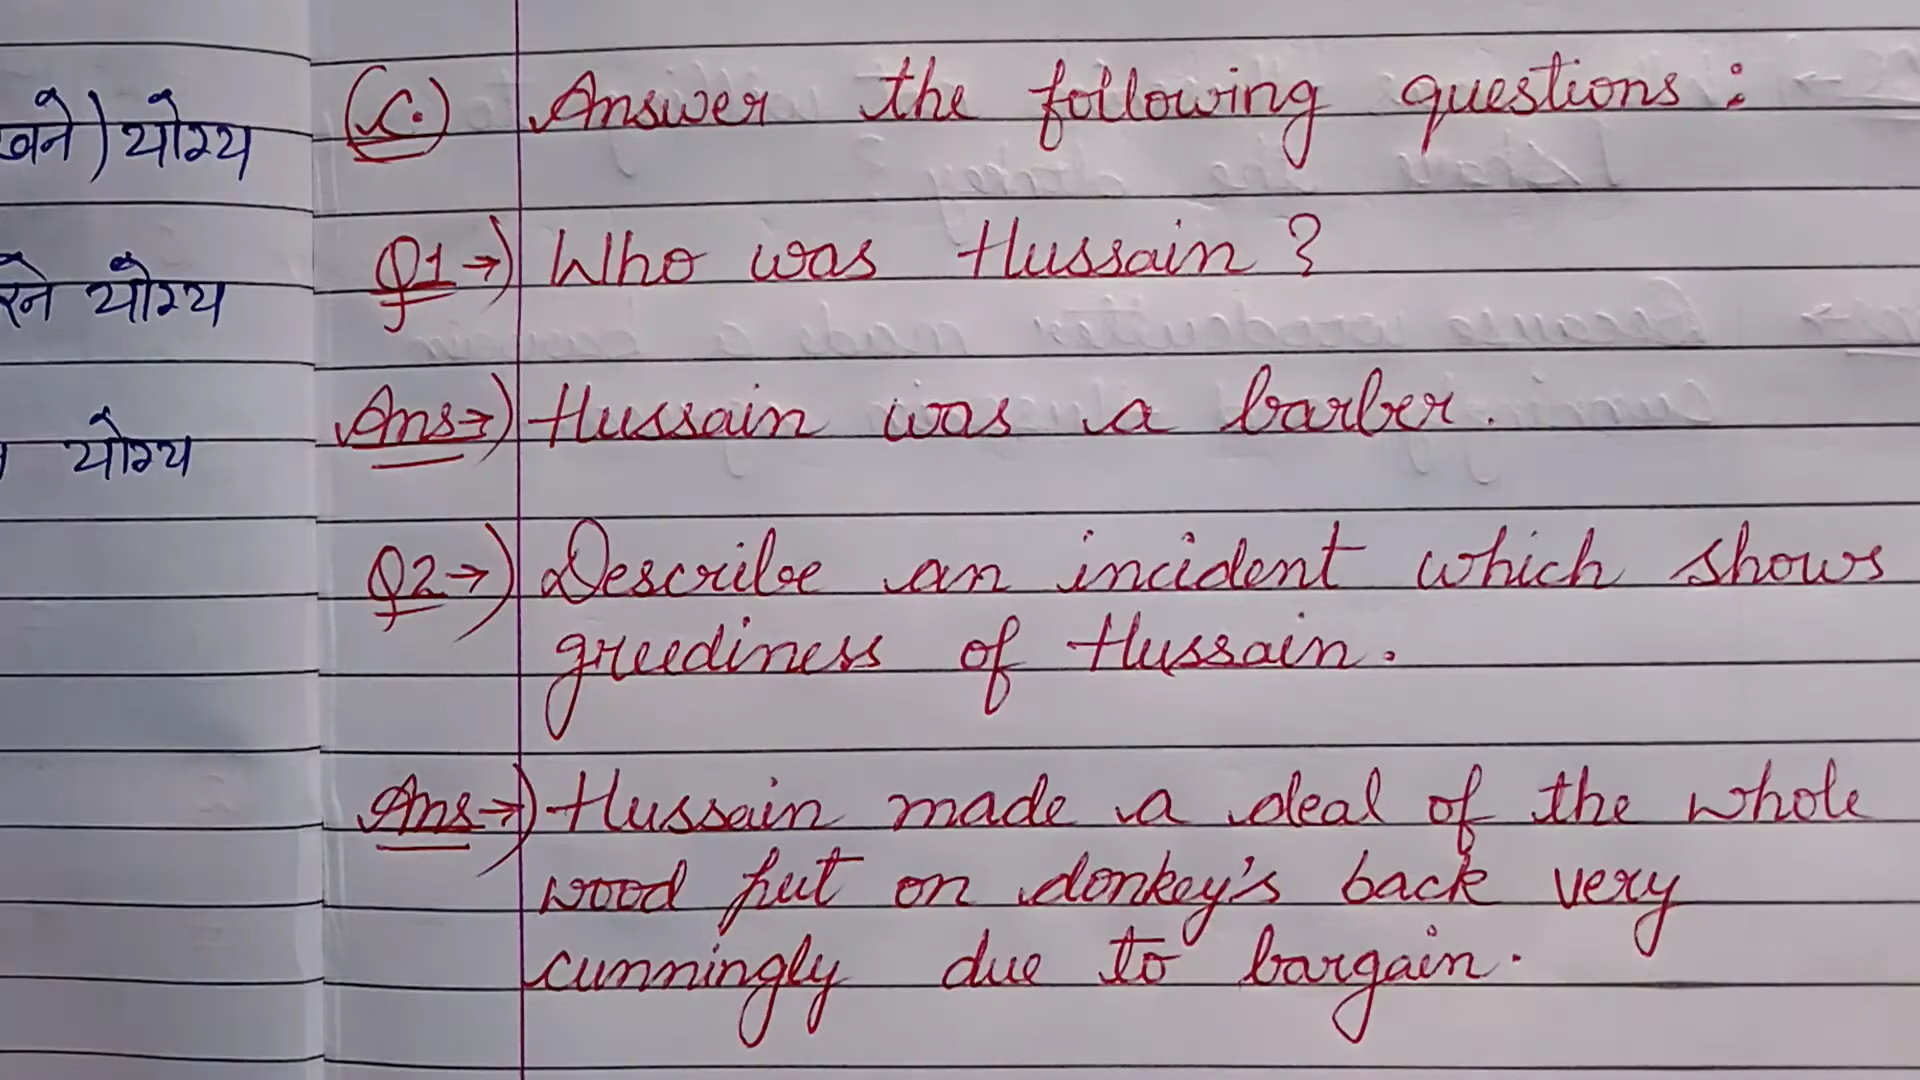 योग्य
रने योग्य
योग्य
(C.) Answer the following questions :
Q1→) Who was Hussain ?
Ans→) Hussain was a barber.
Q2→) Describe an incident which shows
greediness of Hussain.
Ans→) Hussain made a deal of the whole
wood put on donkey's back very
cunningly due to bargain.